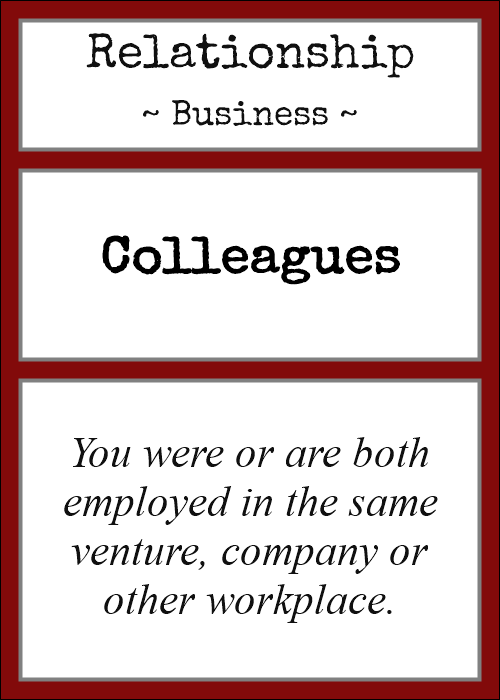 Relationship
~ Business ~
Colleagues
You were or are both
employed in the same
venture, company or
other workplace.